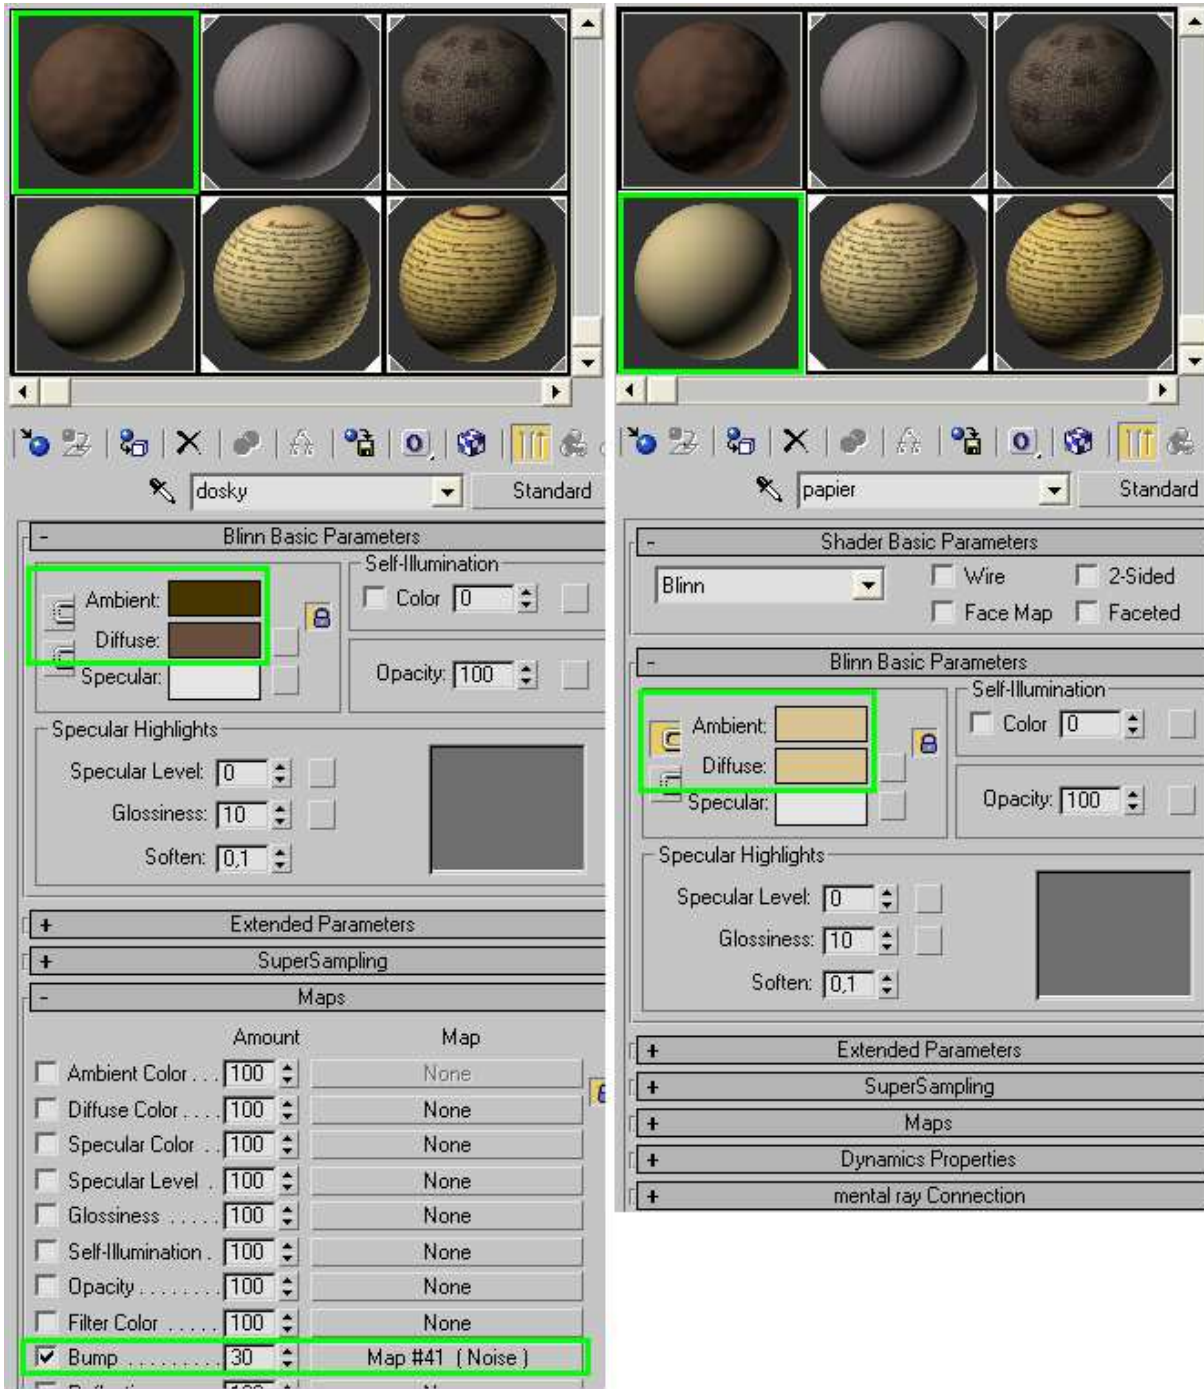 dosky
Standard
Blinn Basic Parameters
Self-Illumination
Ambient:
Color 0
Diffuse:
Specular:
Opacity: 100
Specular Highlights
Specular Level: 0
Glossiness: 10
Soften: 0,1
Extended Parameters
SuperSampling
Maps
Amount Map
Ambient Color . . . 100 None
Diffuse Color . . . . 100 None
Specular Color . . 100 None
Specular Level . 100 None
Glossiness . . . . . 100 None
Self-Illumination . 100 None
Opacity . . . . . . . . 100 None
Filter Color . . . . . 100 None
Bump . . . . . . . . . 30 Map #41 ( Noise )
papier
Standard
Shader Basic Parameters
Blinn
Wire 2-Sided
Face Map Faceted
Blinn Basic Parameters
Self-Illumination
Ambient:
Color 0
Diffuse:
Specular:
Opacity: 100
Specular Highlights
Specular Level: 0
Glossiness: 10
Soften: 0,1
Extended Parameters
SuperSampling
Maps
Dynamics Properties
mental ray Connection